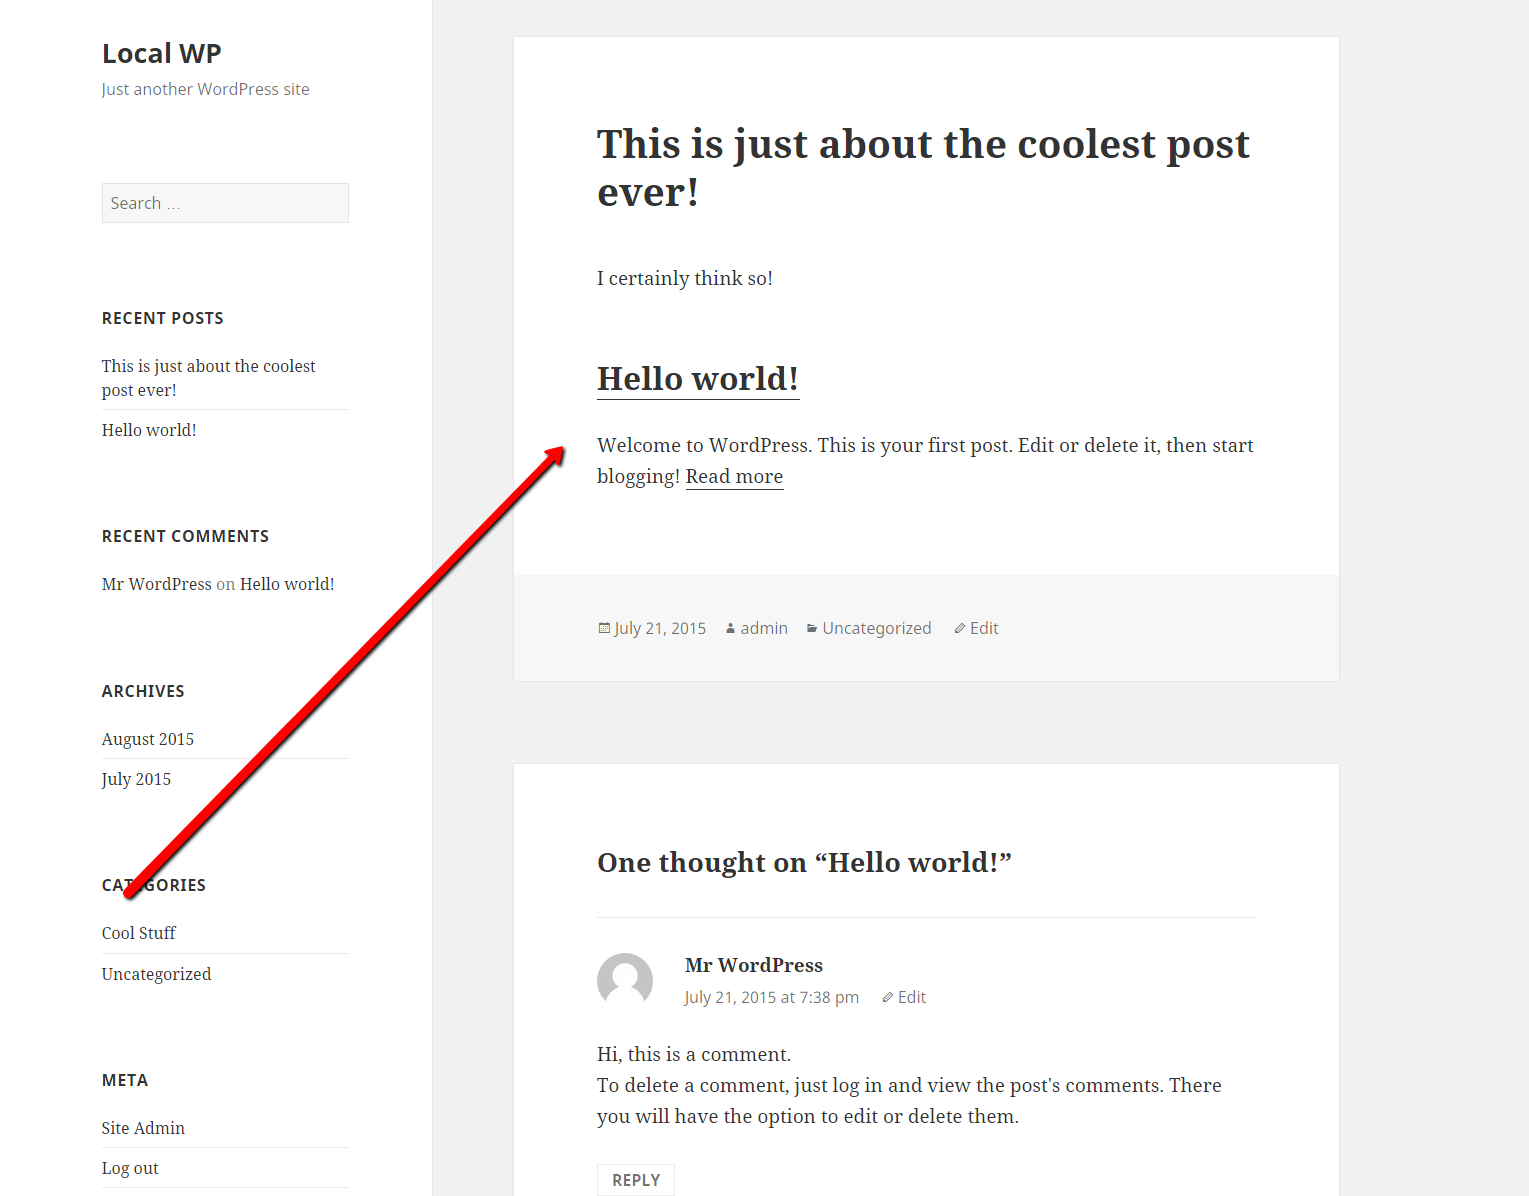 Local WP
Just another WordPress site
Search …
RECENT POSTS
This is just about the coolest
post ever!
Hello world!
RECENT COMMENTS
Mr WordPress on Hello world!
ARCHIVES
August 2015
July 2015
CATEGORIES
Cool Stuff
Uncategorized
META
Site Admin
Log out
This is just about the coolest post
ever!
I certainly think so!
Hello world!
Welcome to WordPress. This is your first post. Edit or delete it, then start
blogging! Read more
July 21, 2015 admin Uncategorized Edit
One thought on “Hello world!”
Mr WordPress
July 21, 2015 at 7:38 pm Edit
Hi, this is a comment.
To delete a comment, just log in and view the post's comments. There
you will have the option to edit or delete them.
REPLY